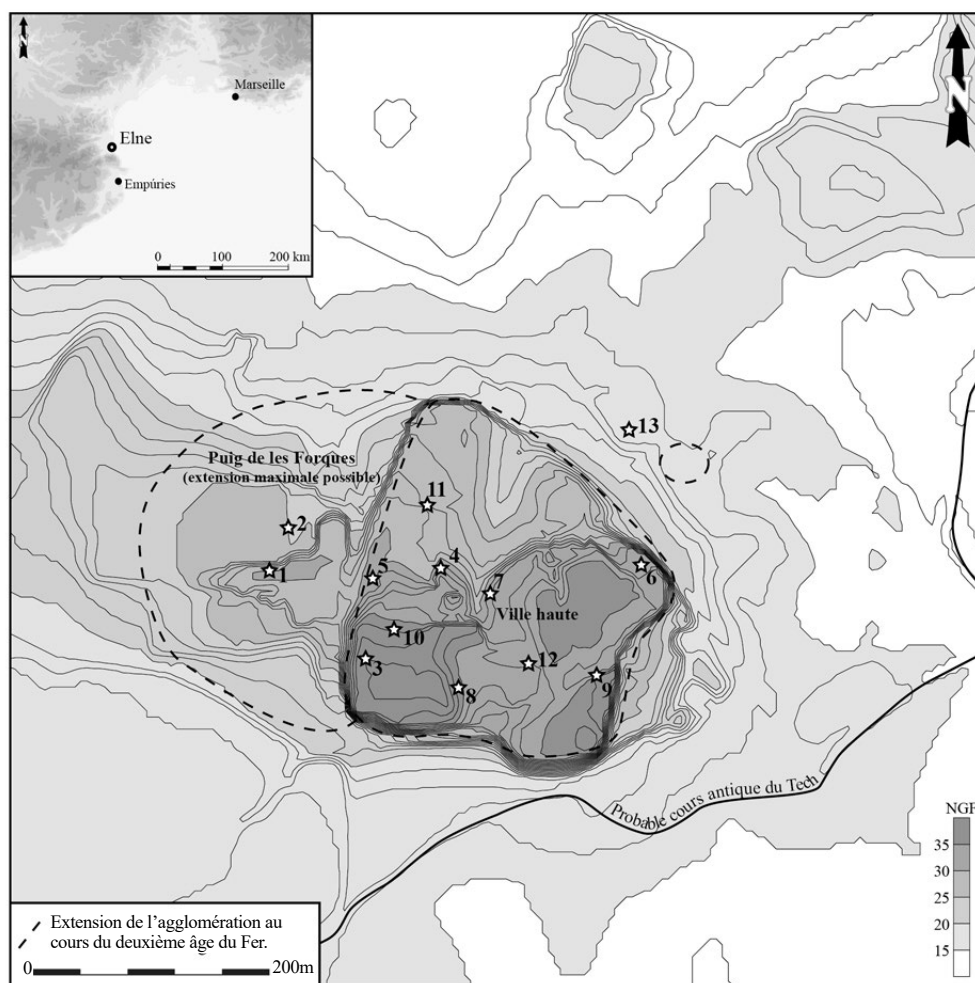 N
Marseille
Elne
Empúries
0 100 200 km
N
13
Puig de les Forques
(extension maximale possible)
11
2
1
5
4
7
6
Ville haute
10
3
12
8
9
Probable cours antique du Tech
NGF
35
30
25
20
15
Extension de l’agglomération au
cours du deuxième âge du Fer.
0 200m